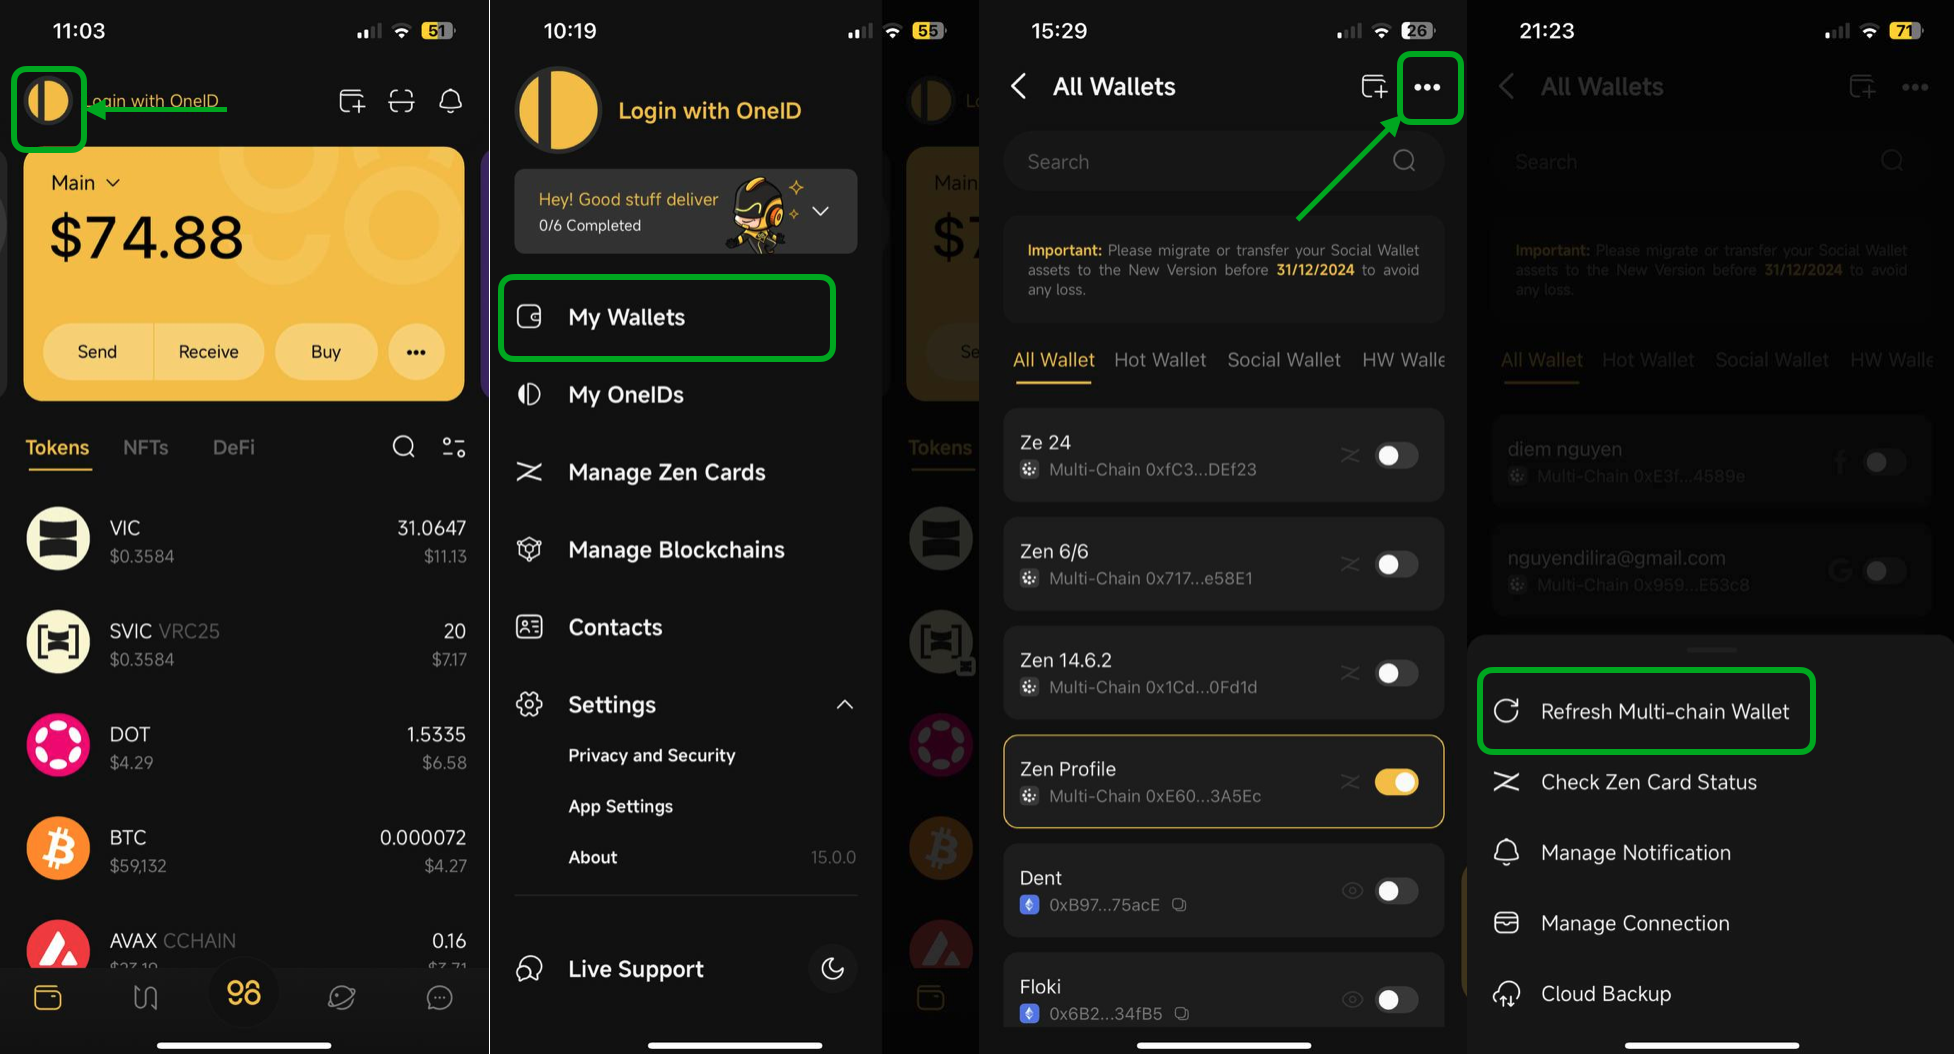 11:03
51
Login with OneID
Main
$74.88
Send
Receive
Buy
Tokens
NFTs
DeFi
VIC
31.0647
$0.3584
$11.13
SVIC VRC25
20
$0.3584
$7.17
DOT
1.5335
$4.29
$6.58
BTC
0.000072
$59,132
$4.27
AVAX CCHAIN
0.16
98
10:19
55
Login with OneID
Hey! Good stuff deliver
0/6 Completed
My Wallets
My OneIDs
Manage Zen Cards
Manage Blockchains
Contacts
Settings
Privacy and Security
App Settings
About
15.0.0
Live Support
Main
Tokens
15:29
26
All Wallets
Search
Important: Please migrate or transfer your Social Wallet
assets to the New Version before 31/12/2024 to avoid
any loss.
All Wallet
Hot Wallet
Social Wallet
HW Walle
Ze 24
Multi-Chain 0xfC3...DEf23
Zen 6/6
Multi-Chain 0x717...e58E1
Zen 14.6.2
Multi-Chain 0x1Cd...0Fd1d
Zen Profile
Multi-Chain 0xE60...3A5Ec
Dent
0xB97...75acE
Floki
0x6B2...34fB5
21:23
71
All Wallets
Search
Important: Please migrate or transfer your Social Wallet
assets to the New Version before 31/12/2024 to avoid
any loss.
All Wallet
Hot Wallet
Social Wallet
HW Walle
diem nguyen
Multi-Chain 0xE3f...4589e
nguyendilira@gmail.com
Multi-Chain 0x959...E53c8
Refresh Multi-chain Wallet
Check Zen Card Status
Manage Notification
Manage Connection
Cloud Backup